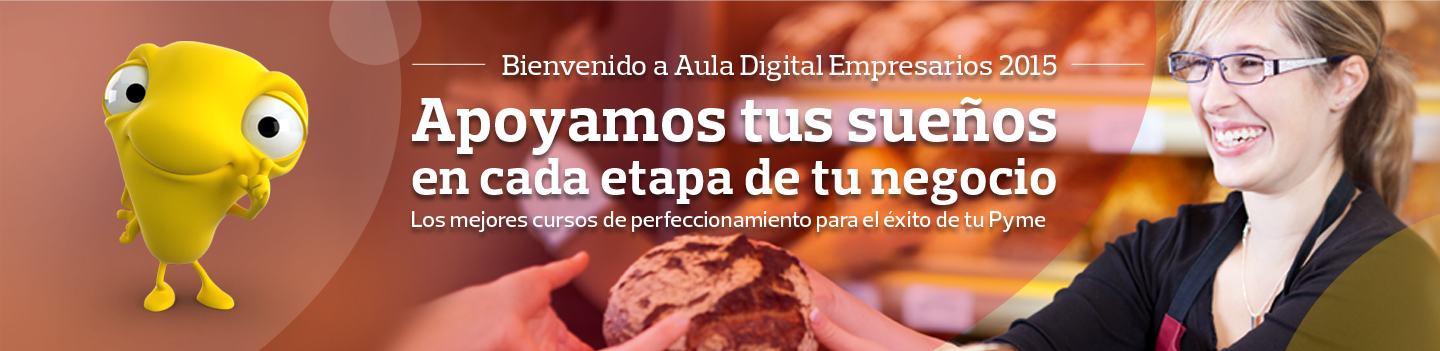 Bienvenido a Aula Digital Empresarios 2015
Apoyamos tus sueños
en cada etapa de tu negocio
Los mejores cursos de perfeccionamiento para el éxito de tu Pyme